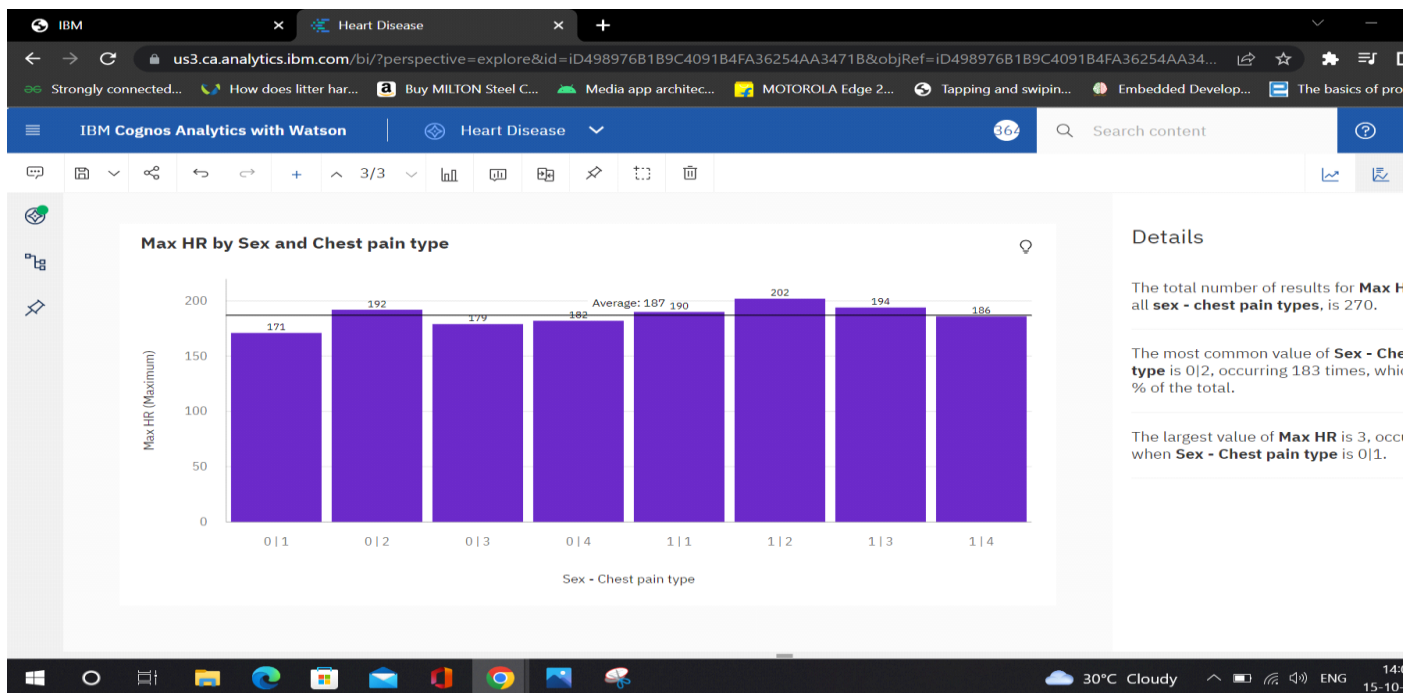 IBM
Heart Disease
us3.ca.analytics.ibm.com/bi/?perspective=explore&id=iD498976B1B9C4091B4FA36254AA3471B&objRef=iD498976B1B9C4091B4FA36254AA34...
Strongly connected... How does litter har... Buy MILTON Steel C... Media app architec... MOTOROLA Edge 2... Tapping and swipin... Embedded Develop... The basics of pro
IBM Cognos Analytics with Watson Heart Disease 364 Search content
3/3
Max HR by Sex and Chest pain type
Max HR (Maximum)
200
150
100
50
0
Average: 187
171 192 179 182 190 202 194 186
0|1 0|2 0|3 0|4 1|1 1|2 1|3 1|4
Sex - Chest pain type
Details
The total number of results for Max H
all sex - chest pain types, is 270.
The most common value of Sex - Che
type is 0|2, occurring 183 times, whi
% of the total.
The largest value of Max HR is 3, occ
when Sex - Chest pain type is 0|1.
30°C Cloudy ENG
14:
15-10-